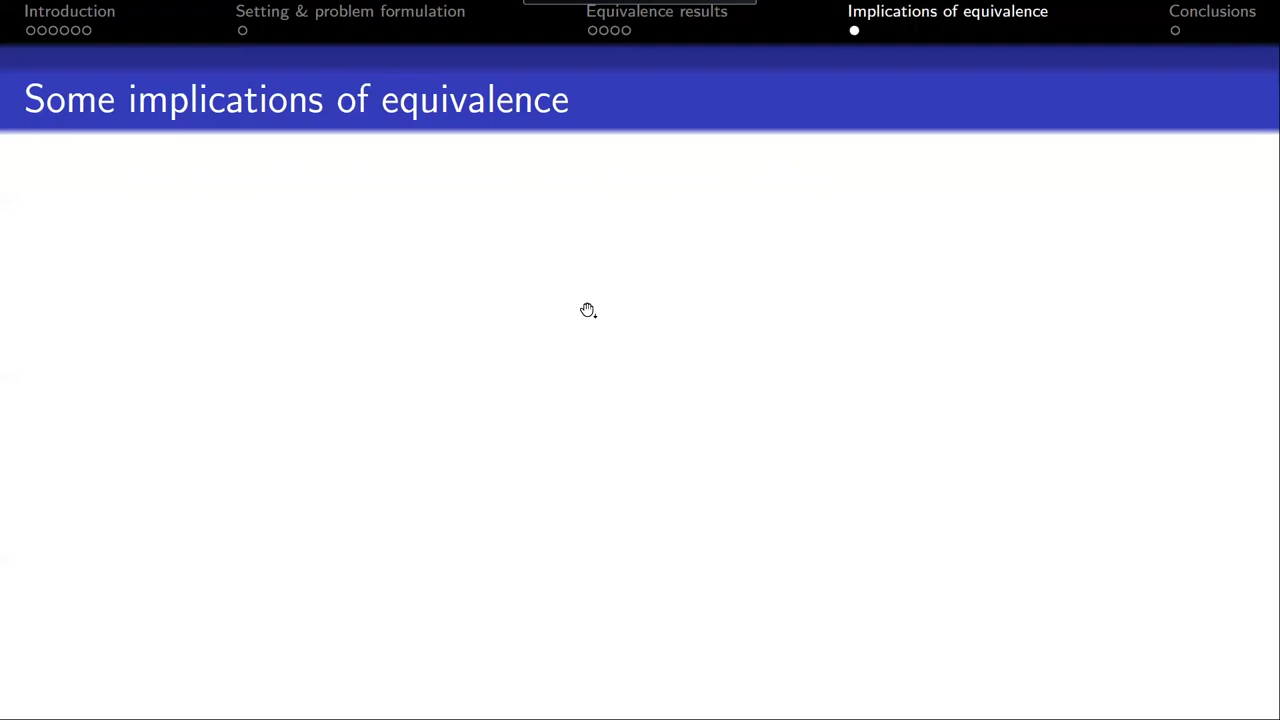 Introduction
Setting & problem formulation
Equivalence results
Implications of equivalence
Conclusions
Some implications of equivalence